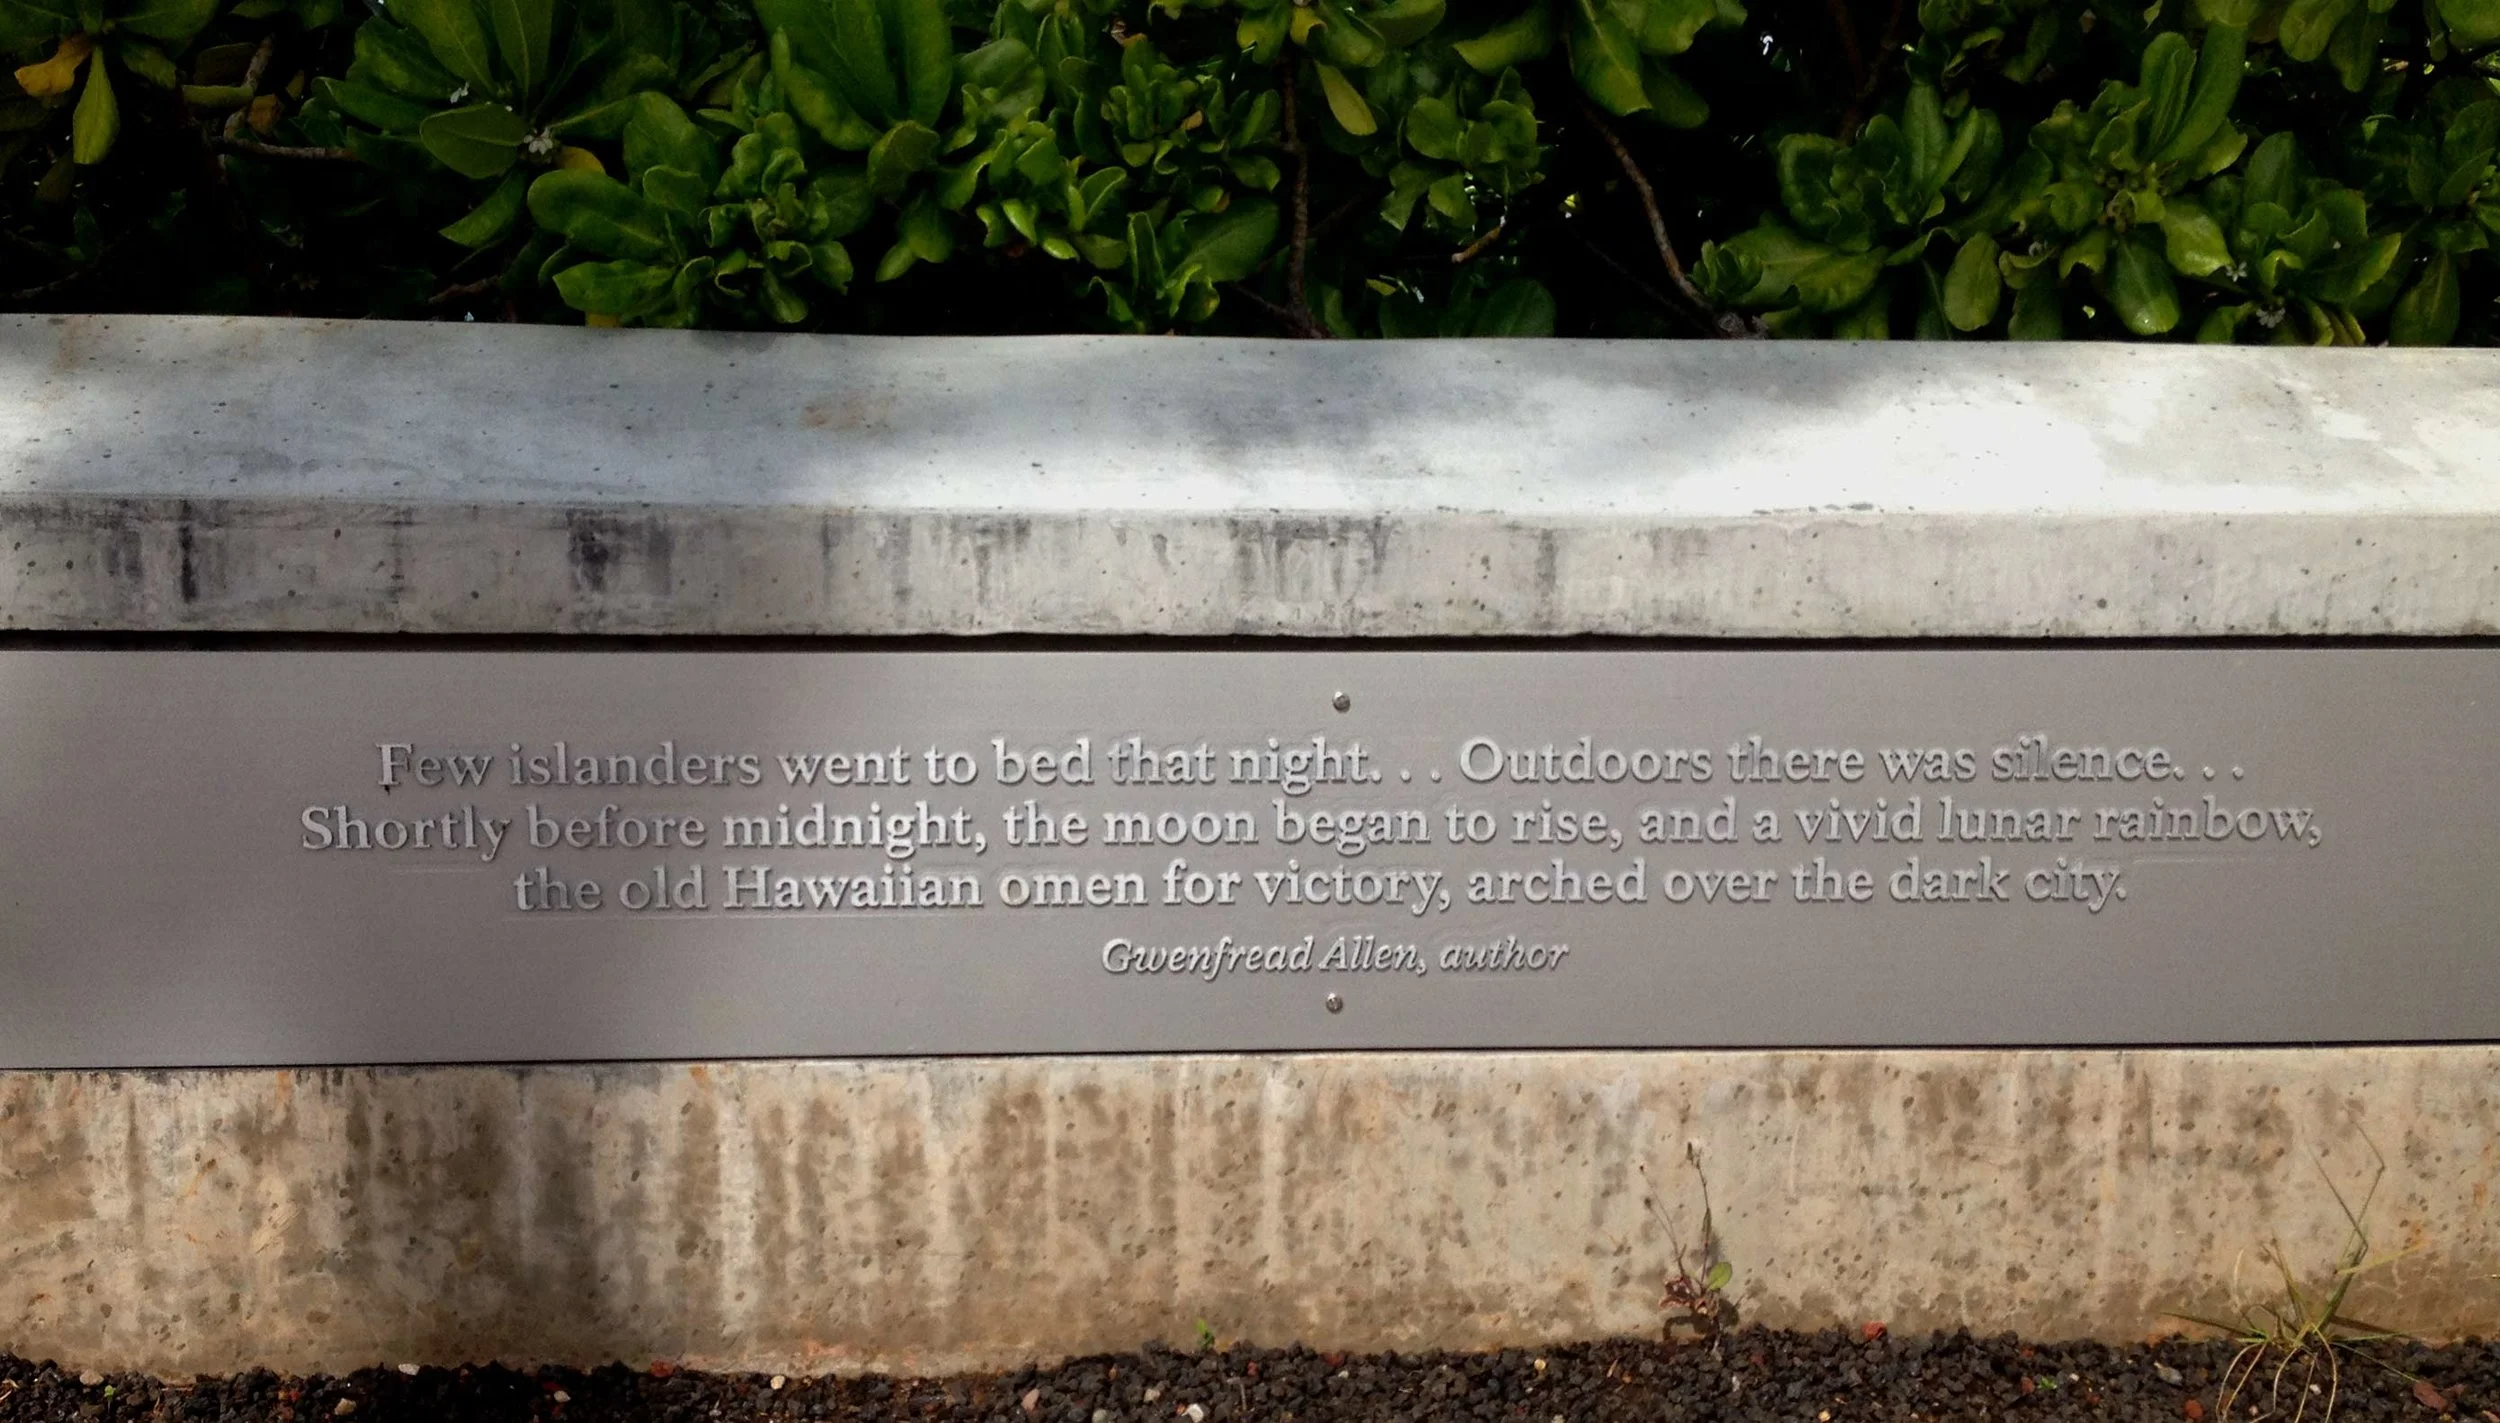 Few islanders went to bed that night. . . Outdoors there was silence. . .
Shortly before midnight, the moon began to rise, and a vivid lunar rainbow,
the old Hawaiian omen for victory, arched over the dark city.
Gwenfread Allen, author